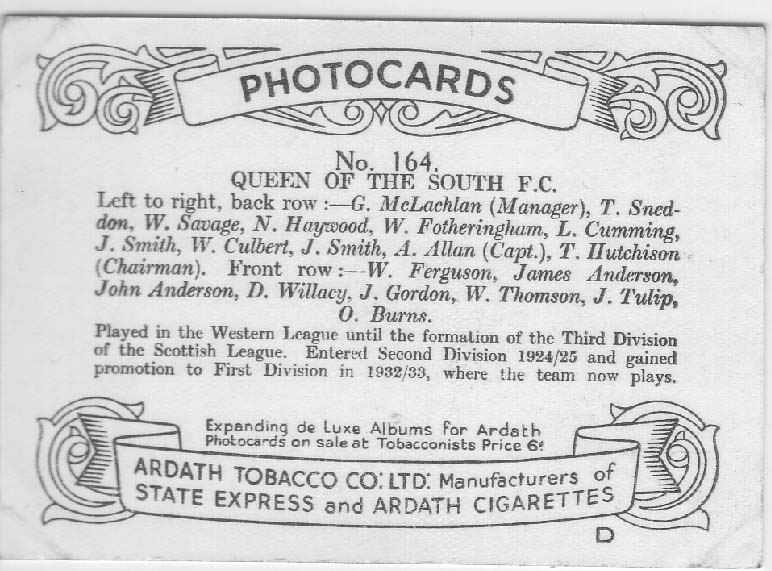 PHOTOCARDS
No. 164.
QUEEN OF THE SOUTH F.C.
Left to right, back row :—G. McLachlan (Manager), T. Sned-
don, W. Savage, N. Haywood, W. Fotheringham, L. Cumming,
J. Smith, W. Culbert, J. Smith, A. Allan (Capt.), T. Hutchison
(Chairman). Front row :—W. Ferguson, James Anderson,
John Anderson, D. Willacy, J. Gordon, W. Thomson, J. Tulip,
O. Burns.
Played in the Western League until the formation of the Third Division
of the Scottish League. Entered Second Division 1924/25 and gained
promotion to First Division in 1932/33, where the team now plays.
Expanding de Luxe Albums for Ardath
Photocards on sale at Tobacconists Price 6ᵈ
ARDATH TOBACCO CO. LTD. Manufacturers of
STATE EXPRESS and ARDATH CIGARETTES
D